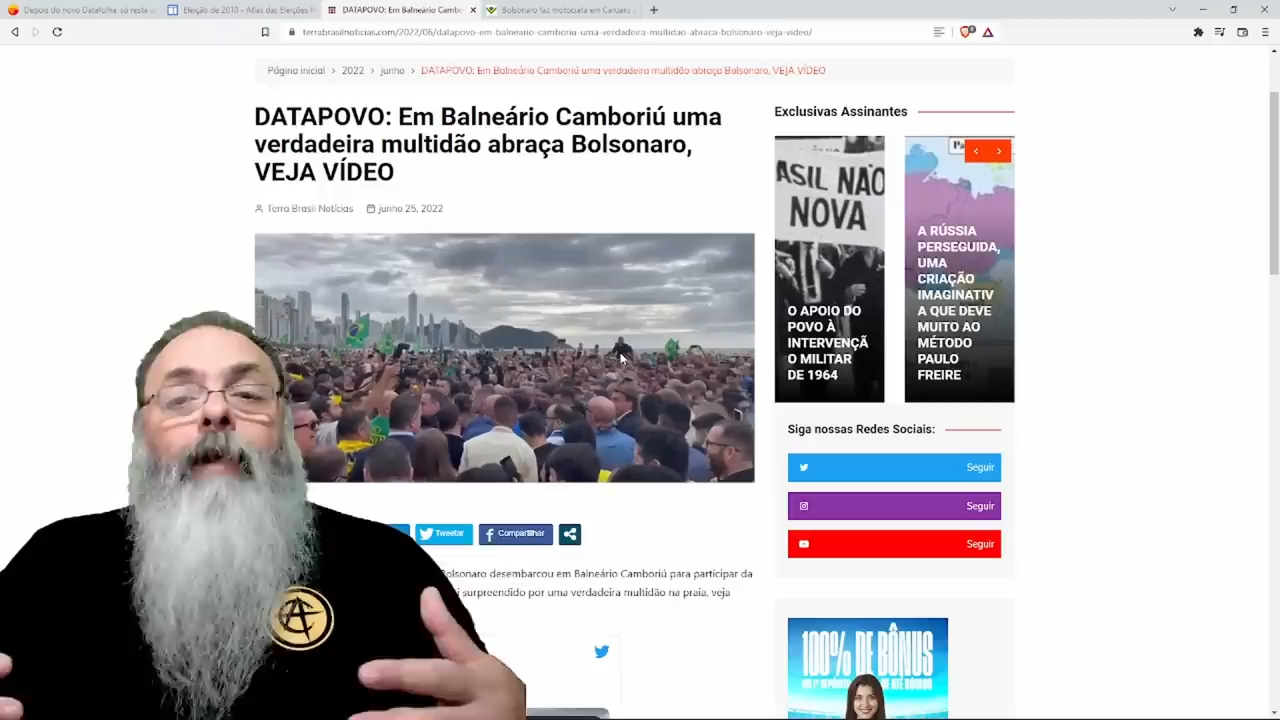 Depois do novo Datafolha, só resta a
Eleição de 2010 - Atlas das Eleições P
DATAPOVO: Em Balneário Cambo
Bolsonaro faz motociata em Caruaru
terrabrasilnoticias.com/2022/06/datapovo-em-balneario-camboriu-uma-verdadeira-multidao-abraca-bolsonaro-veja-video/
Página inicial > 2022 > junho > DATAPOVO: Em Balneário Camboriú uma verdadeira multidão abraça Bolsonaro, VEJA VÍDEO
DATAPOVO: Em Balneário Camboriú uma
verdadeira multidão abraça Bolsonaro,
VEJA VÍDEO
Terra Brasil Notícias junho 25, 2022
Tweetar Compartilhar
Bolsonaro desembarcou em Balneário Camboriú para participar da
surpreendido por uma verdadeira multidão na praia, veja
Exclusivas Assinantes
ASIL NÃO
NOVA
O APOIO DO
POVO À
INTERVENÇÃ
O MILITAR
DE 1964
A RÚSSIA
PERSEGUIDA,
UMA
CRIAÇÃO
IMAGINATIV
A QUE DEVE
MUITO AO
MÉTODO
PAULO
FREIRE
Siga nossas Redes Sociais:
Seguir
Seguir
Seguir
100% DE BÔNUS